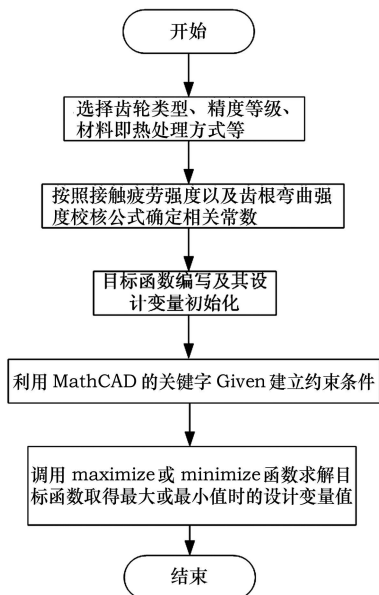 开始
选择齿轮类型、精度等级、
材料即热处理方式等
按照接触疲劳强度以及齿根弯曲强
度校核公式确定相关常数
目标函数编写及其设
计变量初始化
利用 MathCAD 的关键字 Given 建立约束条件
调用 maximize 或 minimize 函数求解目
标函数取得最大或最小值时的设计变量值
结束